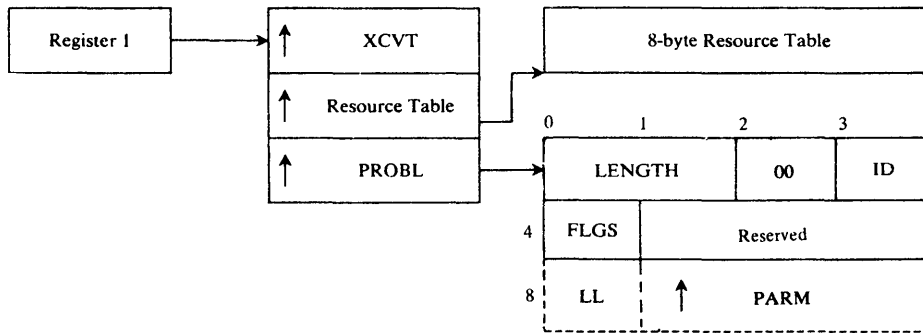 Register 1
XCVT
8-byte Resource Table
Resource Table
0 1 2 3
PROBL
LENGTH 00 ID
4 FLGS Reserved
8 LL PARM